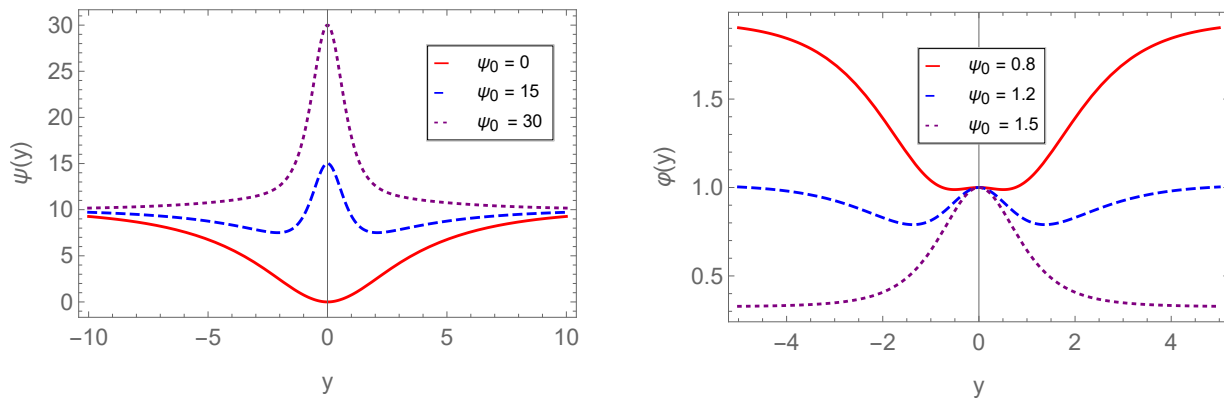 30
25
20
15
10
5
0
ψ(y)
ψ₀ = 0
ψ₀ = 15
ψ₀ = 30
−10 −5 0 5 10
y
1.5
1.0
0.5
φ(y)
ψ₀ = 0.8
ψ₀ = 1.2
ψ₀ = 1.5
−4 −2 0 2 4
y